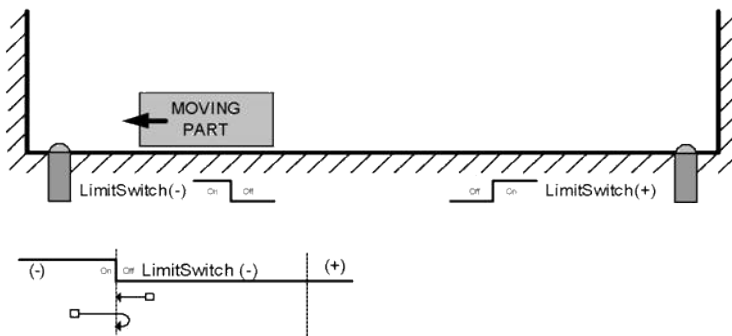 MOVING
PART
LimitSwitch(-)
On
Off
Off
On
LimitSwitch(+)
(-)
On
Off
LimitSwitch (-)
(+)